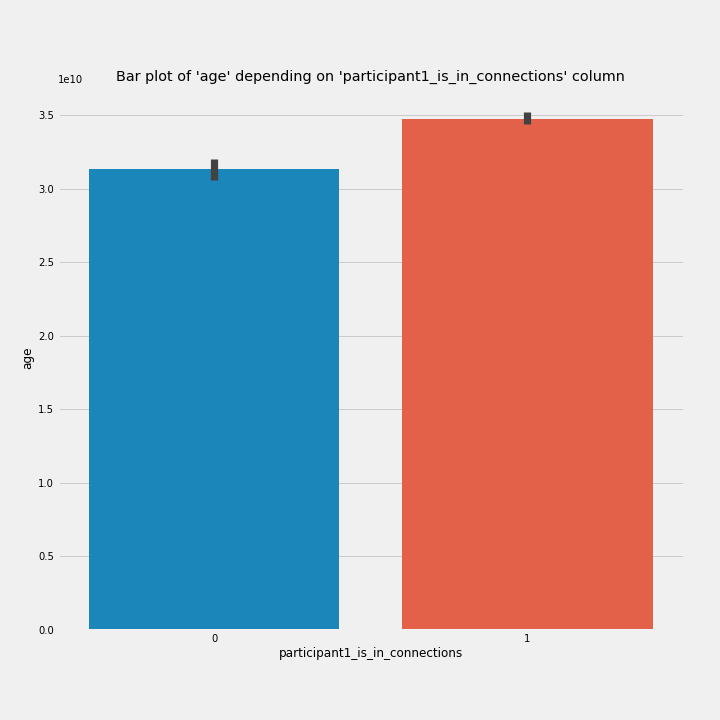 Bar plot of 'age' depending on 'participant1_is_in_connections' column
1e10
3.5
3.0
2.5
2.0
1.5
1.0
0.5
0.0
age
0
1
participant1_is_in_connections